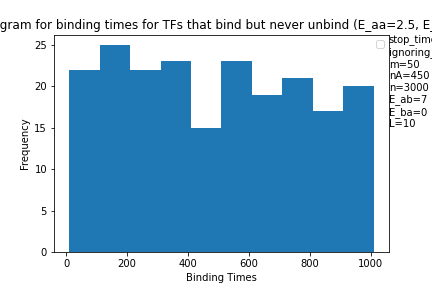 gram for binding times for TFs that bind but never unbind (E_aa=2.5, E_
stop_time
ignoring_
m=50
nA=450
n=3000
E_ab=7
E_ba=0
L=10
Frequency
25
20
15
10
5
0
0 200 400 600 800 1000
Binding Times